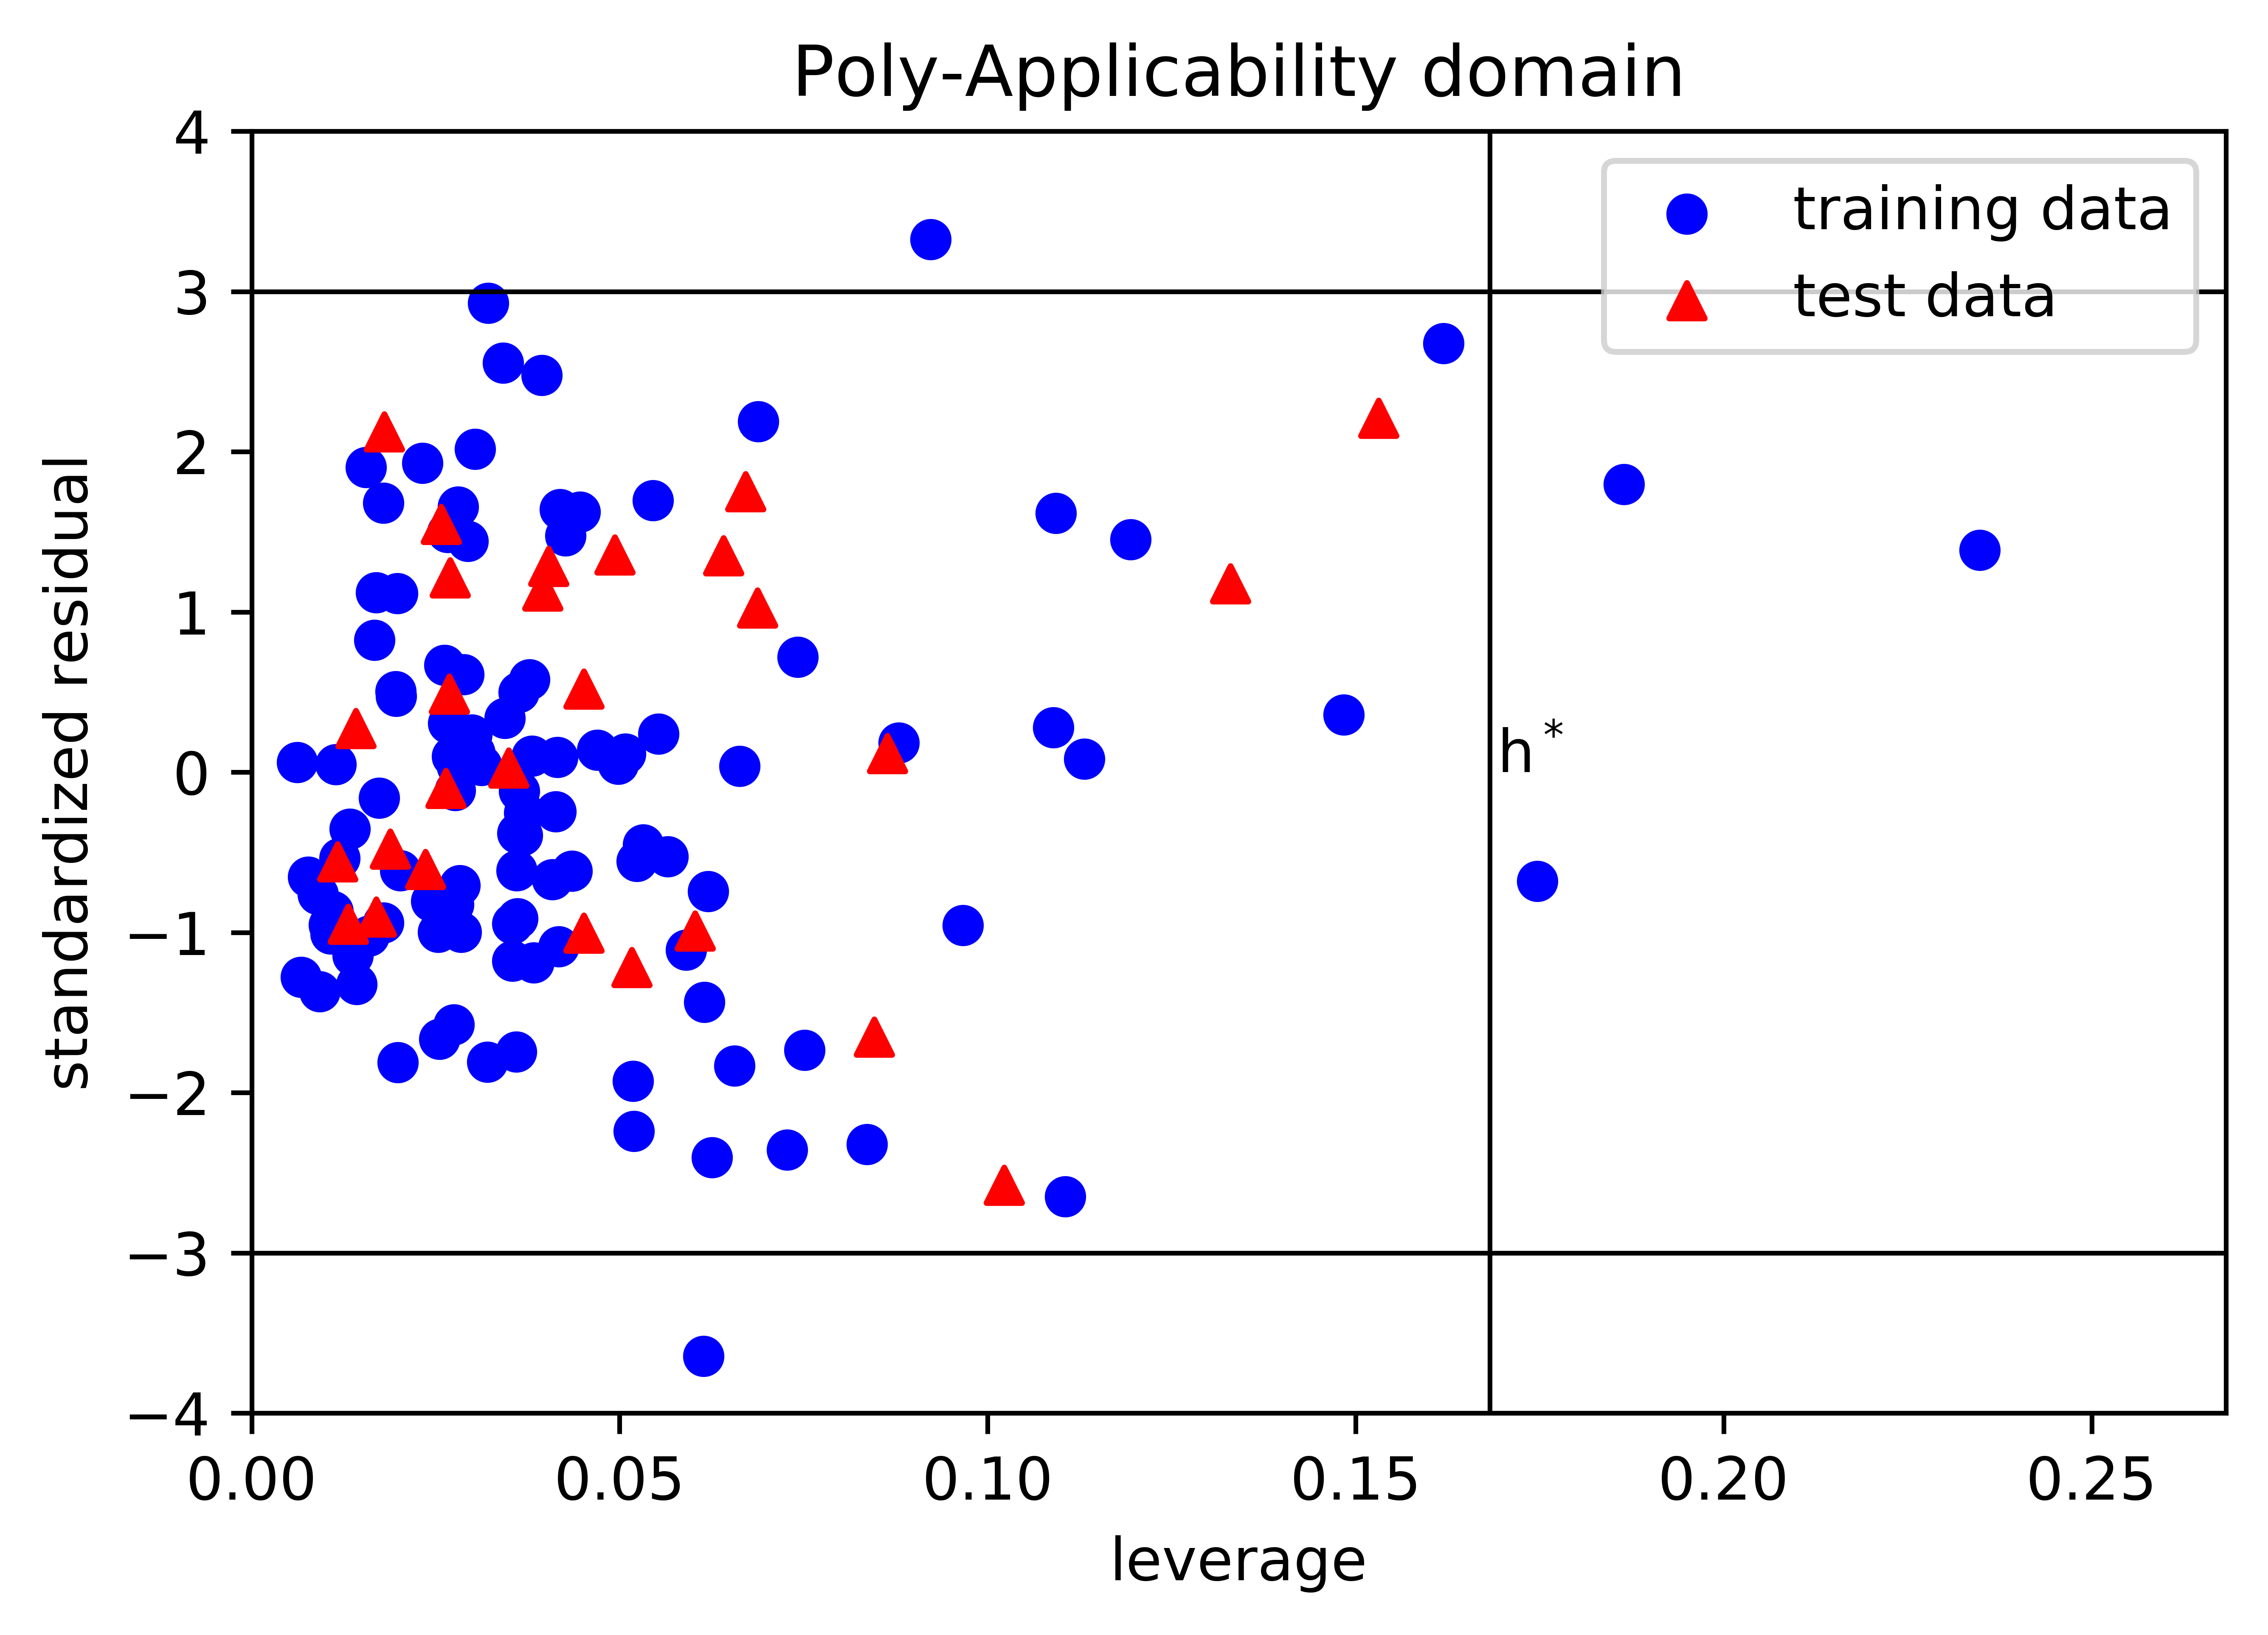 Poly-Applicability domain
training data
test data
standardized residual
4
3
2
1
0
−1
−2
−3
−4
h*
0.00 0.05 0.10 0.15 0.20 0.25
leverage